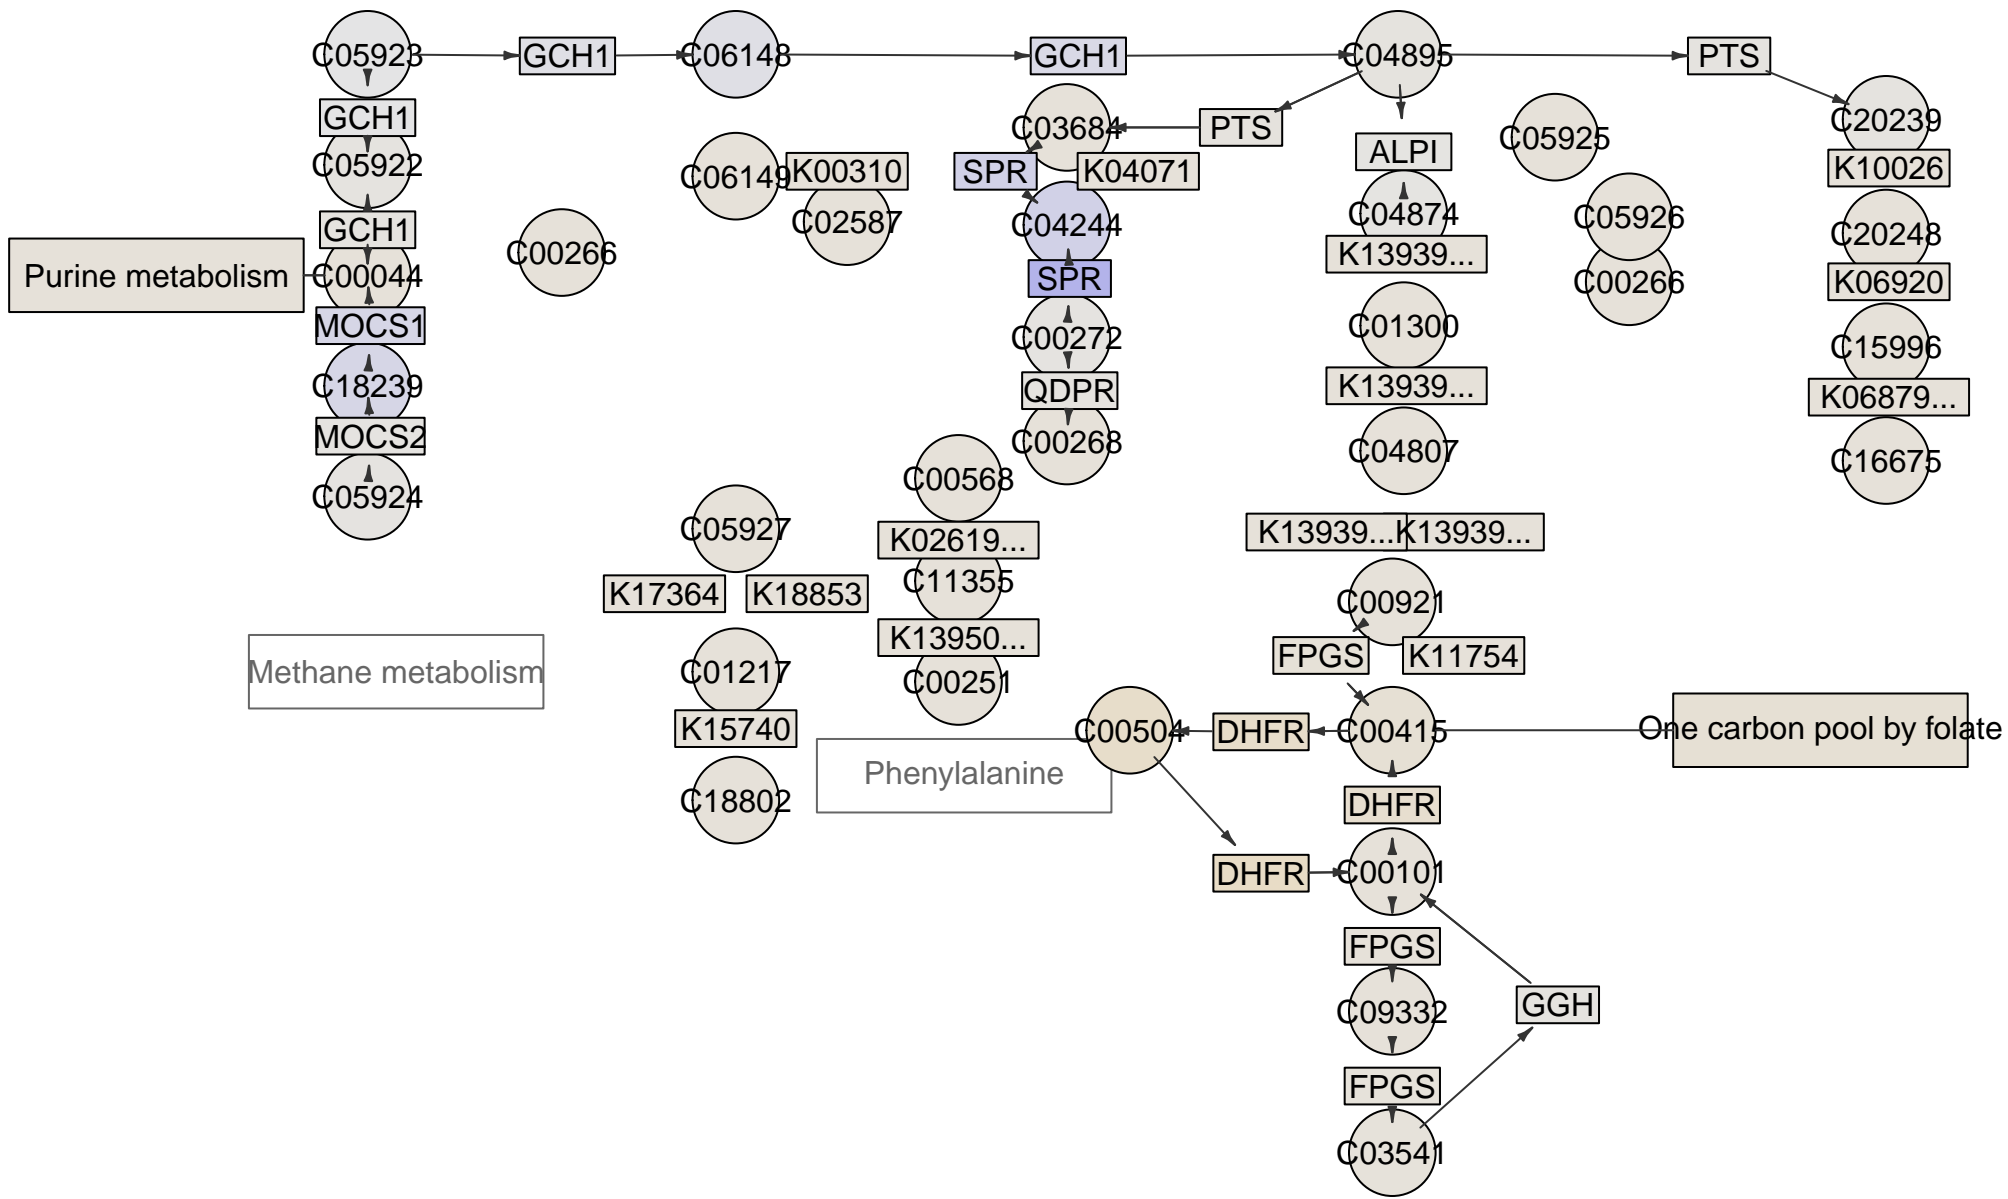 C05923
GCH1
C06148
GCH1
C04895
PTS
GCH1
C03684
PTS
C05925
C20239
C05922
C06149
K00310
SPR
K04071
ALPI
K10026
GCH1
C00266
C02587
C04244
C04874
C05926
C20248
Purine metabolism
C00044
SPR
K13939...
C00266
K06920
MOCS1
C00272
C01300
C15996
C18239
QDPR
K13939...
K06879...
MOCS2
C00268
C04807
C16675
C05924
C00568
C05927
K02619...
K13939...
K13939...
K17364
K18853
C11355
C00921
Methane metabolism
C01217
K13950...
FPGS
K11754
C00251
K15740
C00504
DHFR
C00415
One carbon pool by folate
Phenylalanine
C18802
DHFR
DHFR
C00101
FPGS
C09332
GGH
FPGS
C03541